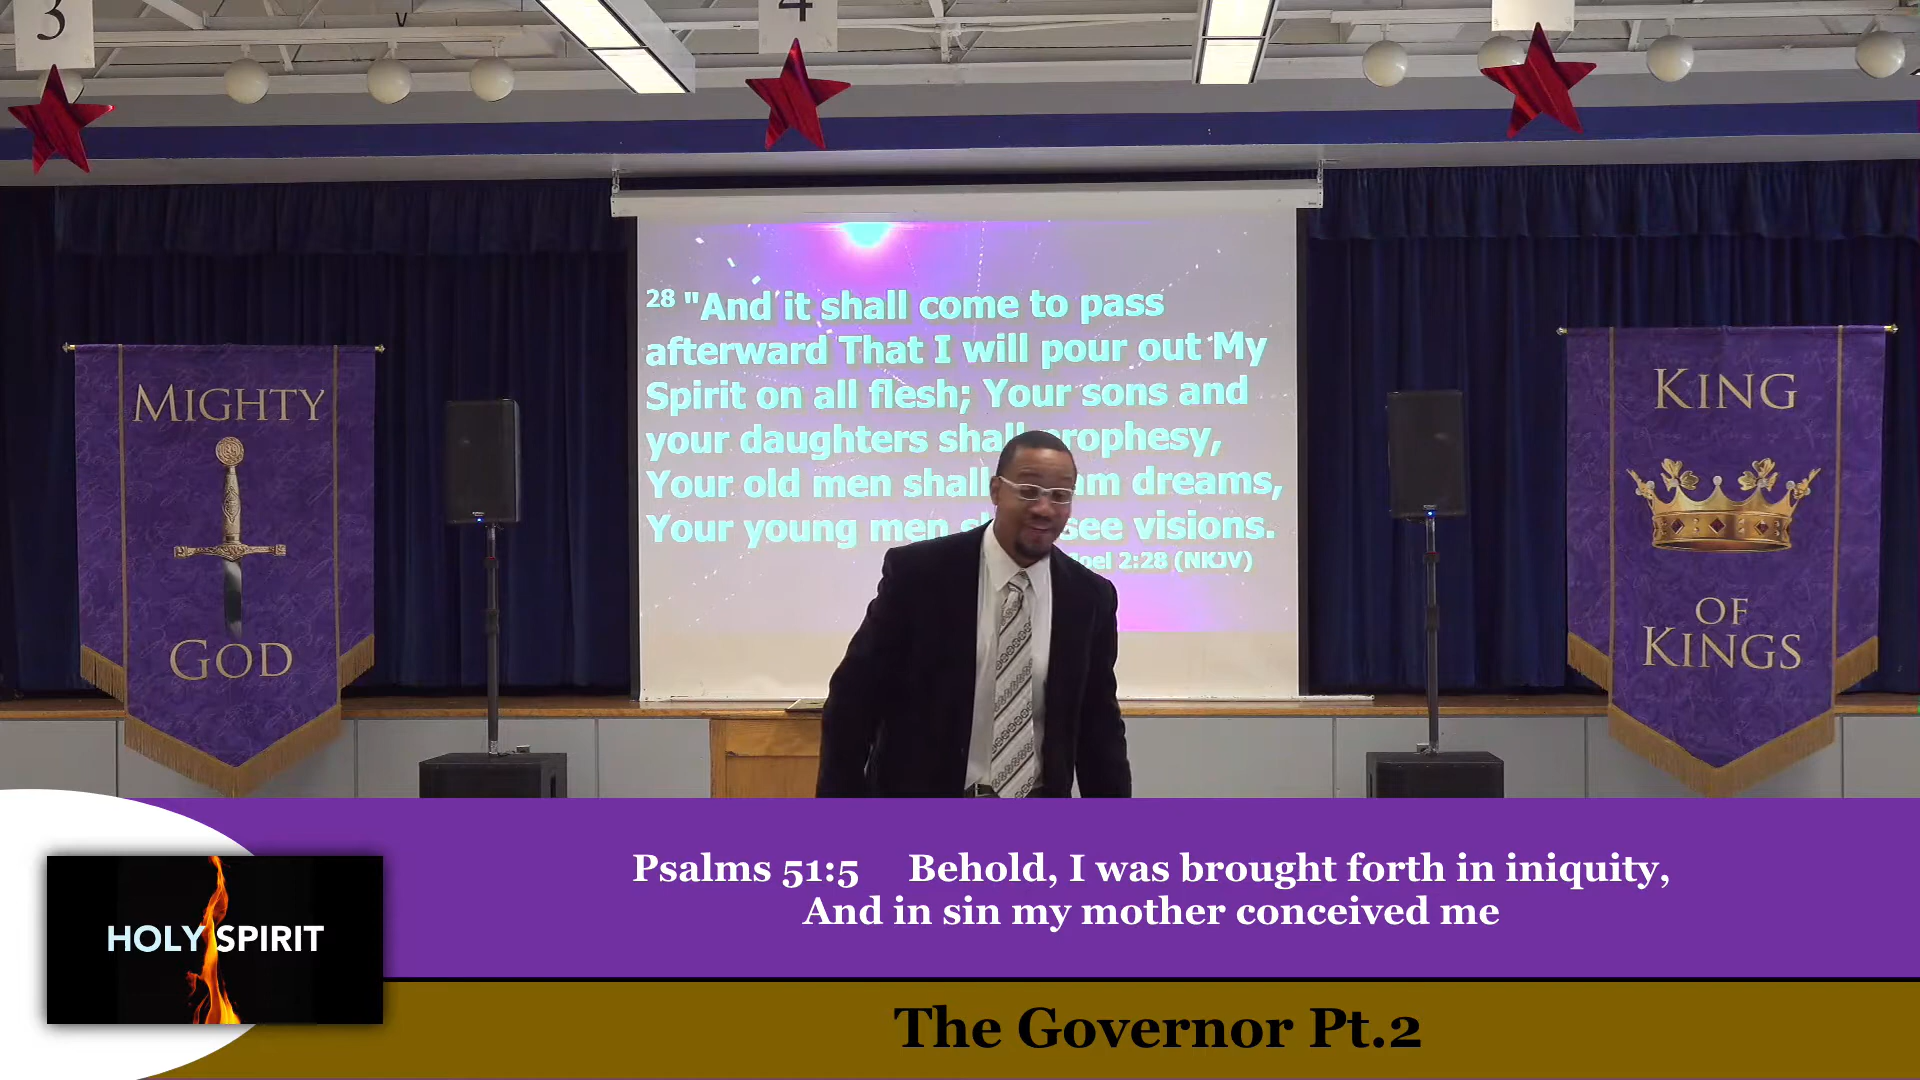 3
4
28 "And it shall come to pass
afterward That I will pour out My
Spirit on all flesh; Your sons and
your daughters shall prophesy,
Your old men shall dreams,
Your young men see visions.
Joel 2:28 (NKJV)
MIGHTY
GOD
KING
OF
KINGS
HOLY SPIRIT
Psalms 51:5 Behold, I was brought forth in iniquity,
And in sin my mother conceived me
The Governor Pt.2